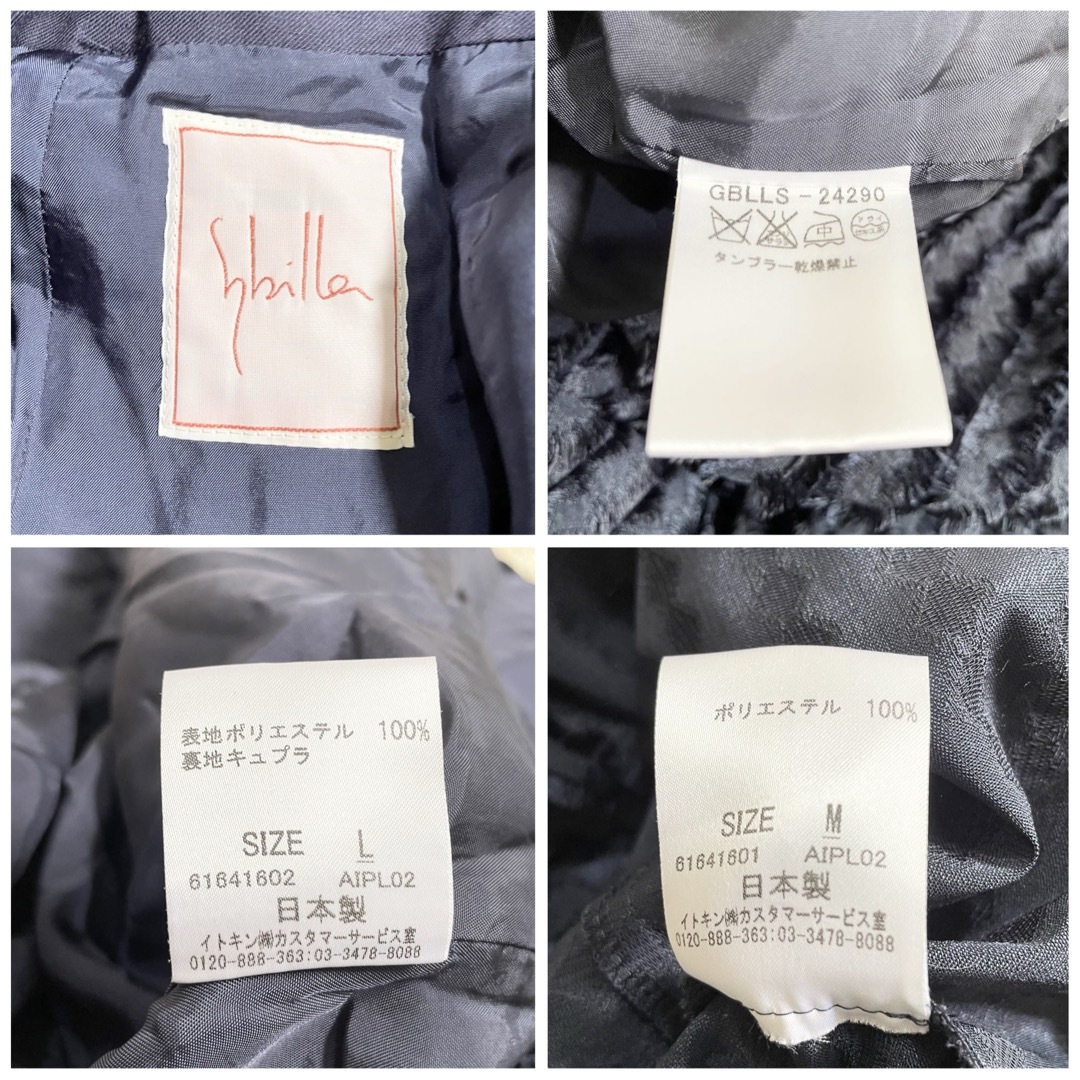 Sybilla
GBLLS-24290
中
タンブラー乾燥禁止
表地ポリエステル 100%
裏地キュプラ
SIZE L
61641602 AIPL02
日本製
イトキン㈱カスタマーサービス室
0120-888-363:03-3478-8088
ポリエステル 100%
SIZE M
61641601 AIPL02
日本製
イトキン㈱カスタマーサービス室
0120-888-363:03-3478-8088